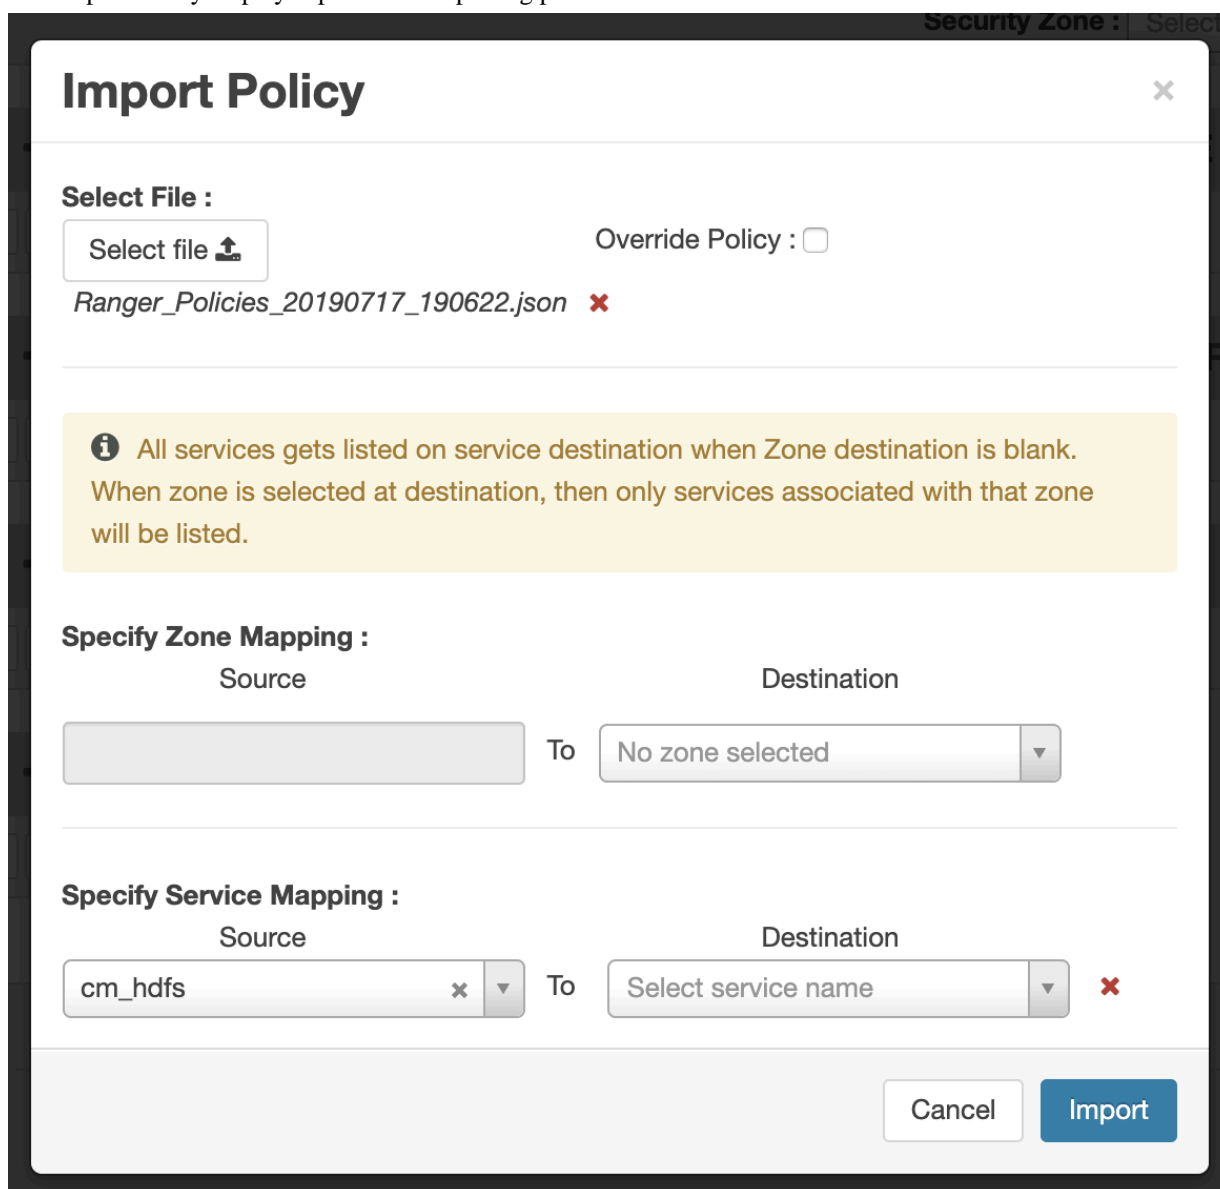 Security Zone : Select
Import Policy
×
Select File :
Select file
Override Policy :
Ranger_Policies_20190717_190622.json
All services gets listed on service destination when Zone destination is blank.
When zone is selected at destination, then only services associated with that zone
will be listed.
Specify Zone Mapping :
Source Destination
To No zone selected
Specify Service Mapping :
Source Destination
cm_hdfs × To Select service name
Cancel Import